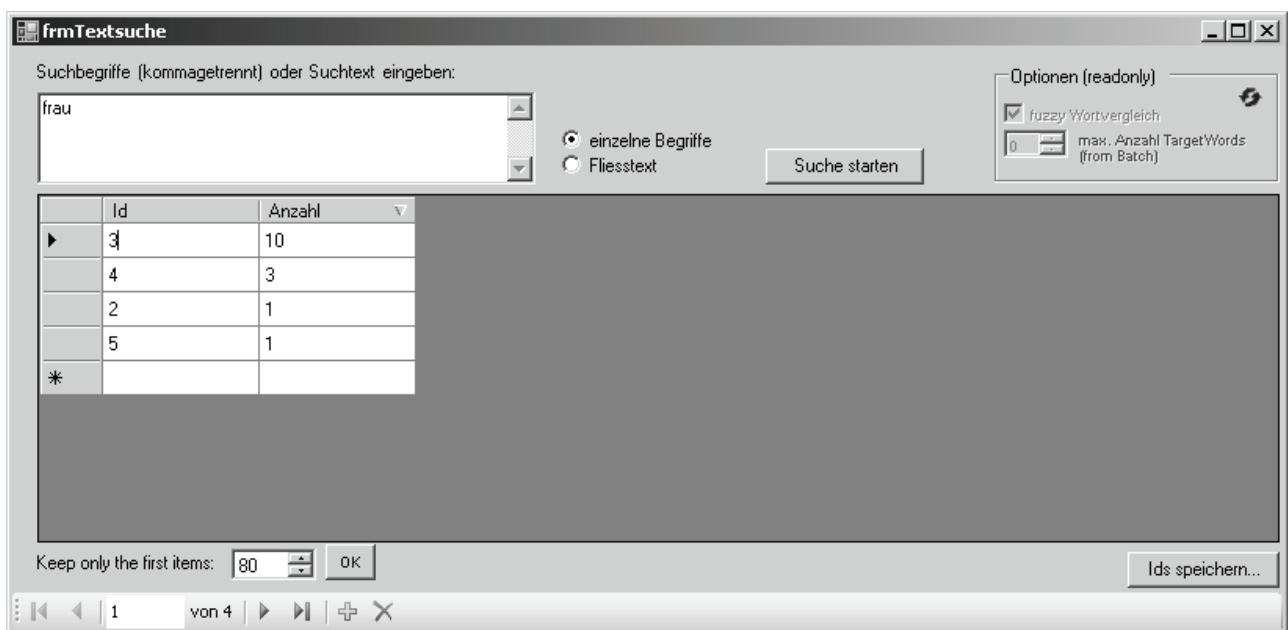 frmTextsuche
Suchbegriffe (kommagetrennt) oder Suchtext eingeben:
frau
einzelne Begriffe
Fliesstext
Suche starten
Optionen (readonly)
fuzzy Wortvergleich
0
max. Anzahl TargetWords
(from Batch)
Id Anzahl
3 10
4 3
2 1
5 1
Keep only the first items: 80 OK
Ids speichern...
1 von 4